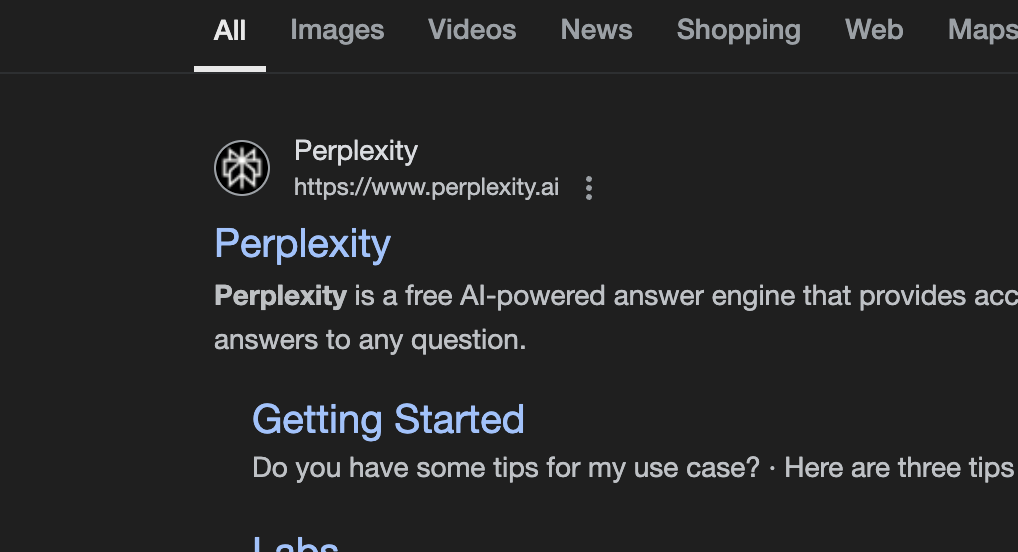 All Images Videos News Shopping Web Maps
Perplexity
https://www.perplexity.ai
Perplexity
Perplexity is a free AI-powered answer engine that provides acc
answers to any question.
Getting Started
Do you have some tips for my use case? · Here are three tips
Labs